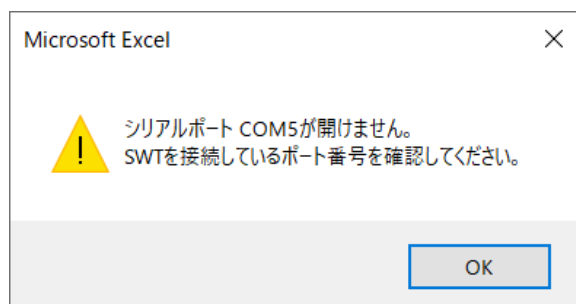 Microsoft Excel
シリアルポート COM5が開けません。
SWTを接続しているポート番号を確認してください。
OK